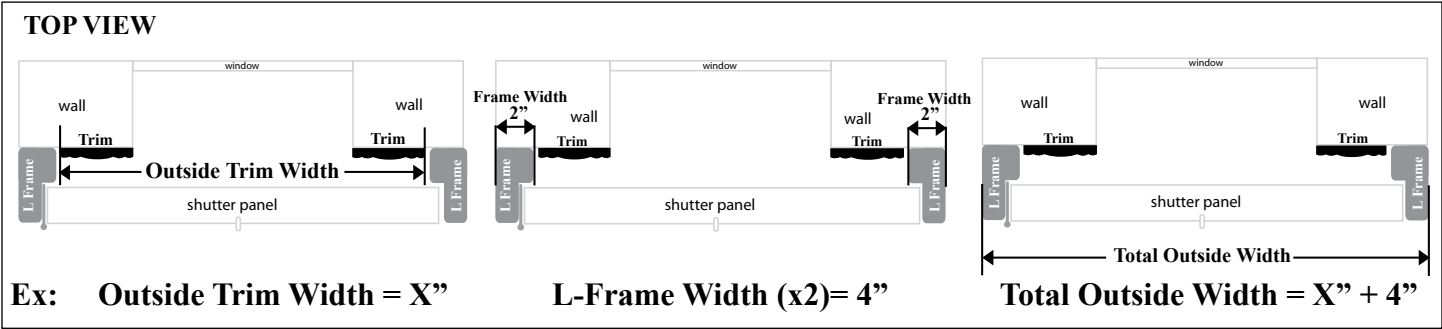 TOP VIEW
window
wall
wall
Trim
Trim
Outside Trim Width
L Frame
L Frame
shutter panel
Ex: Outside Trim Width = X”
window
Frame Width
2”
wall
wall
Frame Width
2”
Trim
Trim
L Frame
L Frame
shutter panel
L-Frame Width (x2)= 4”
window
wall
wall
Trim
Trim
L Frame
L Frame
shutter panel
Total Outside Width
Total Outside Width = X” + 4”